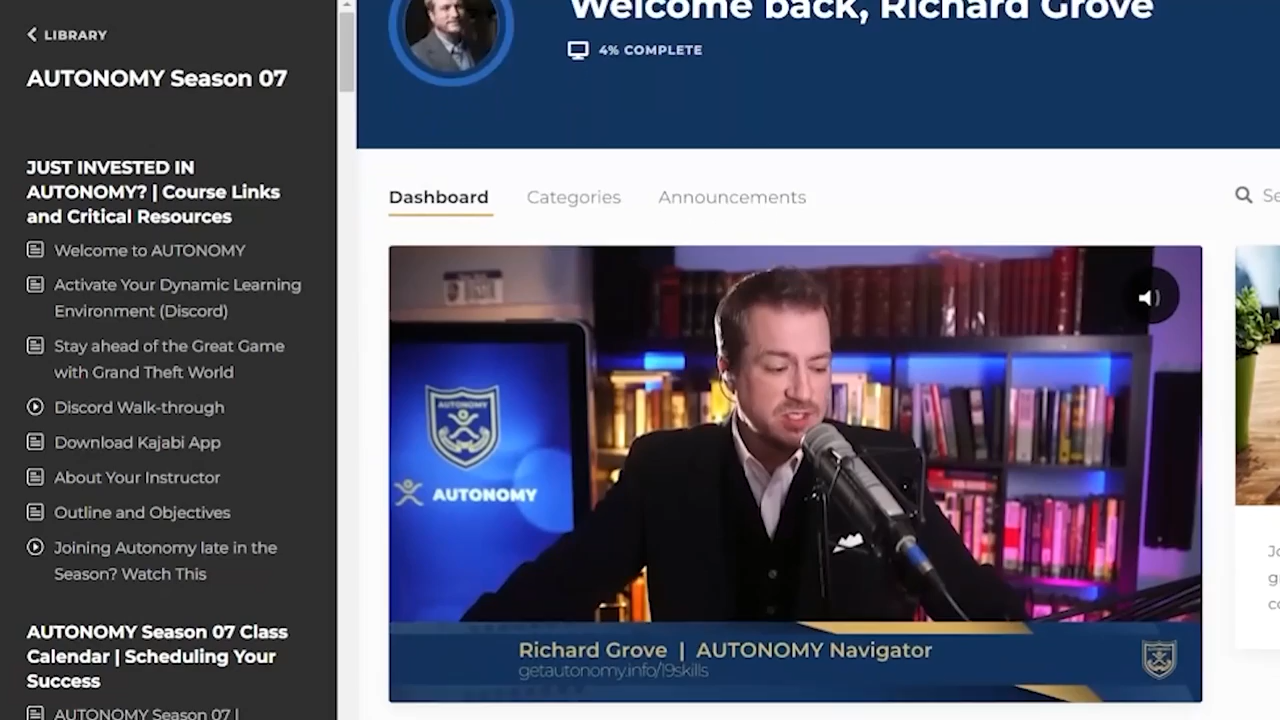 LIBRARY
AUTONOMY Season 07
JUST INVESTED IN
AUTONOMY? | Course Links
and Critical Resources
Welcome to AUTONOMY
Activate Your Dynamic Learning
Environment (Discord)
Stay ahead of the Great Game
with Grand Theft World
Discord Walk-through
Download Kajabi App
About Your Instructor
Outline and Objectives
Joining Autonomy late in the
Season? Watch This
AUTONOMY Season 07 Class
Calendar | Scheduling Your
Success
AUTONOMY Season 07 |
Welcome back, Richard Grove
4% COMPLETE
Dashboard
Categories
Announcements
AUTONOMY
AUTONOMY
Richard Grove | AUTONOMY Navigator
getautonomy.info/19skills